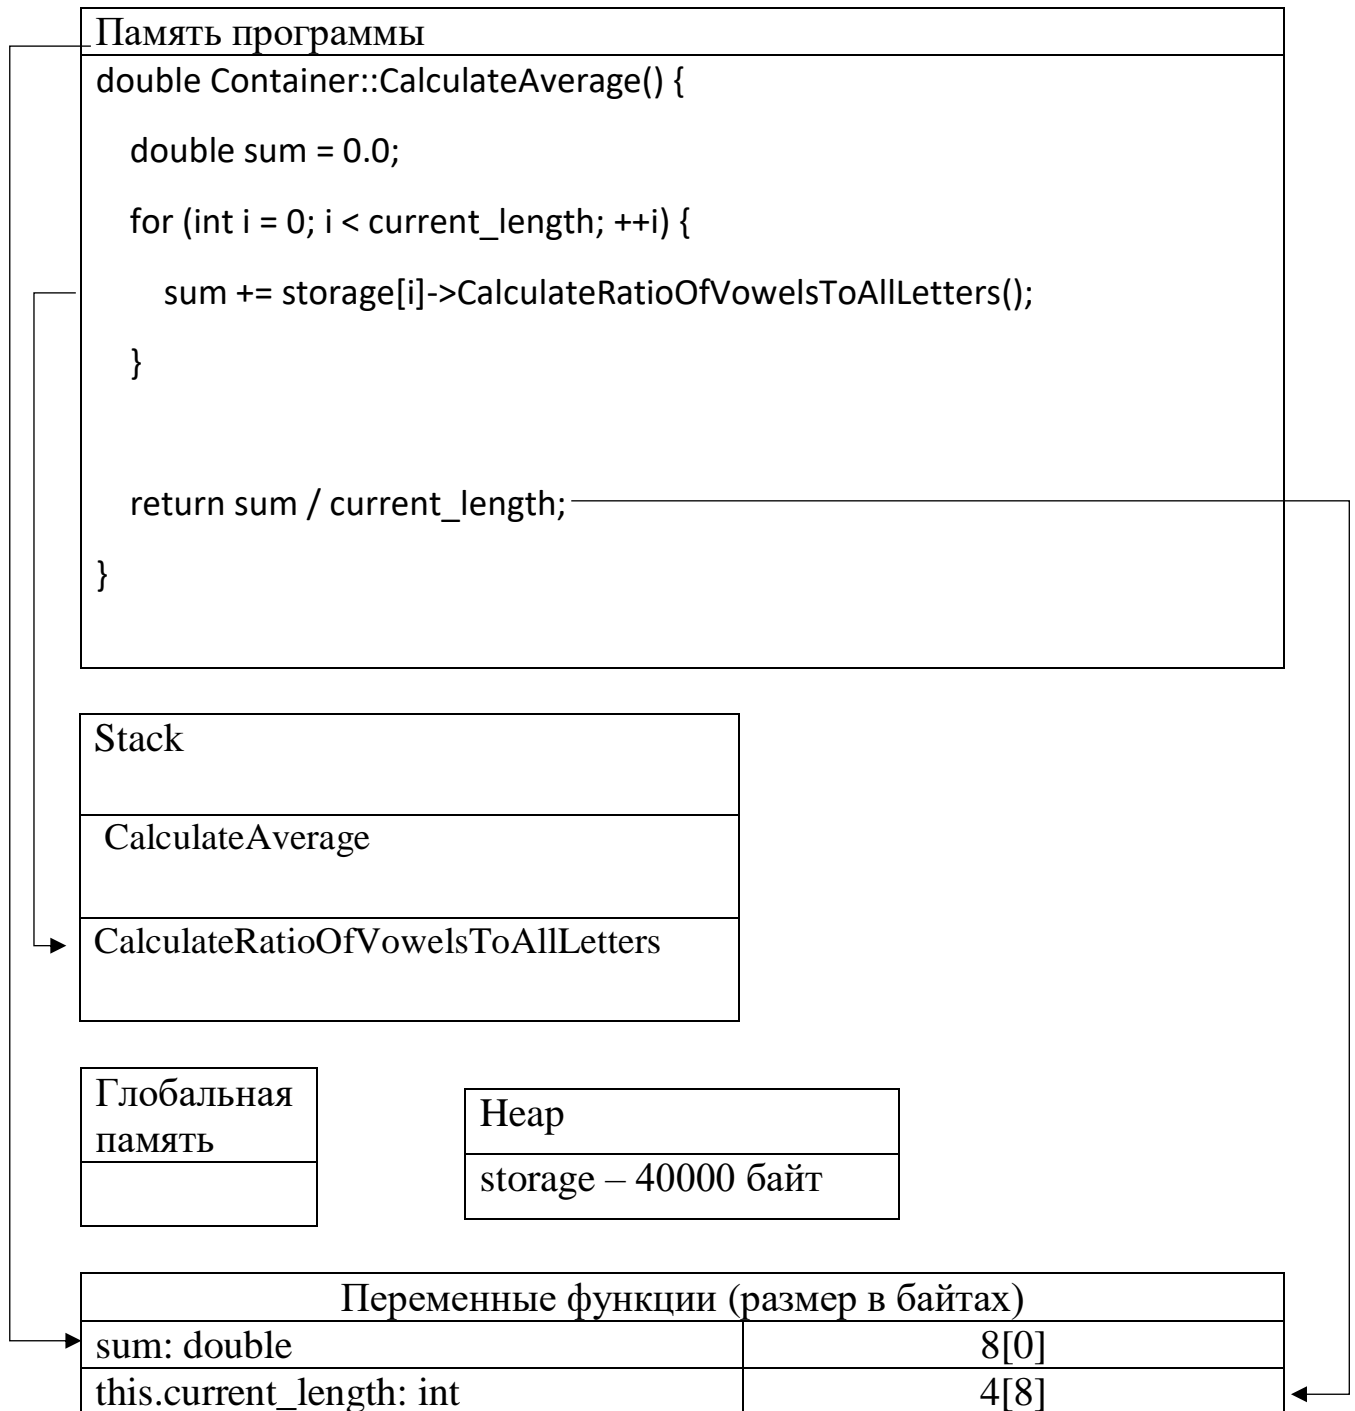 Память программы
double Container::CalculateAverage() {
double sum = 0.0;
for (int i = 0; i < current_length; ++i) {
sum += storage[i]->CalculateRatioOfVowelsToAllLetters();
}
return sum / current_length;
}
Stack
CalculateAverage
CalculateRatioOfVowelsToAllLetters
Глобальная
память
Heap
storage – 40000 байт
Переменные функции (размер в байтах)
sum: double 8[0]
this.current_length: int 4[8]